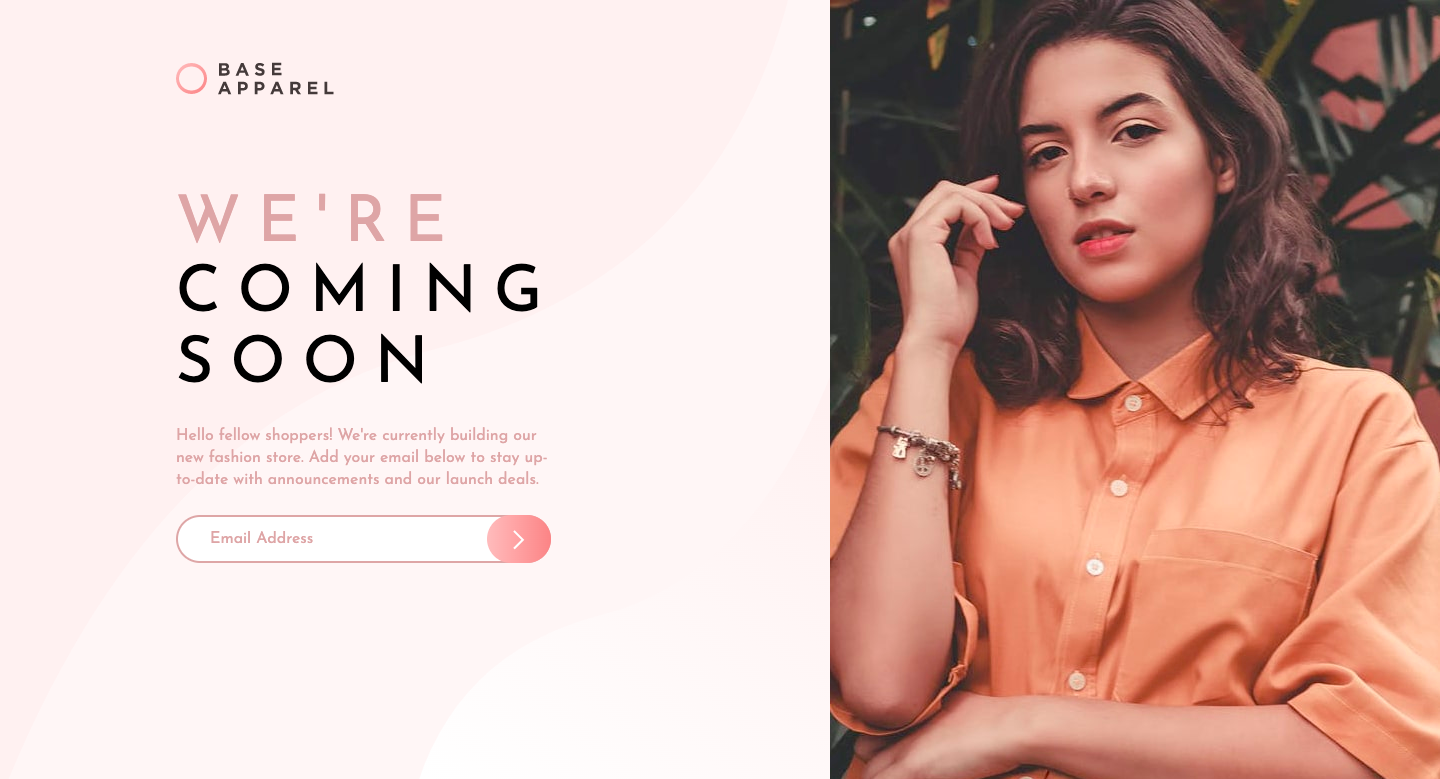 BASE
APPAREL
WE'RE
COMING
SOON
Hello fellow shoppers! We're currently building our
new fashion store. Add your email below to stay up-
to-date with announcements and our launch deals.
Email Address